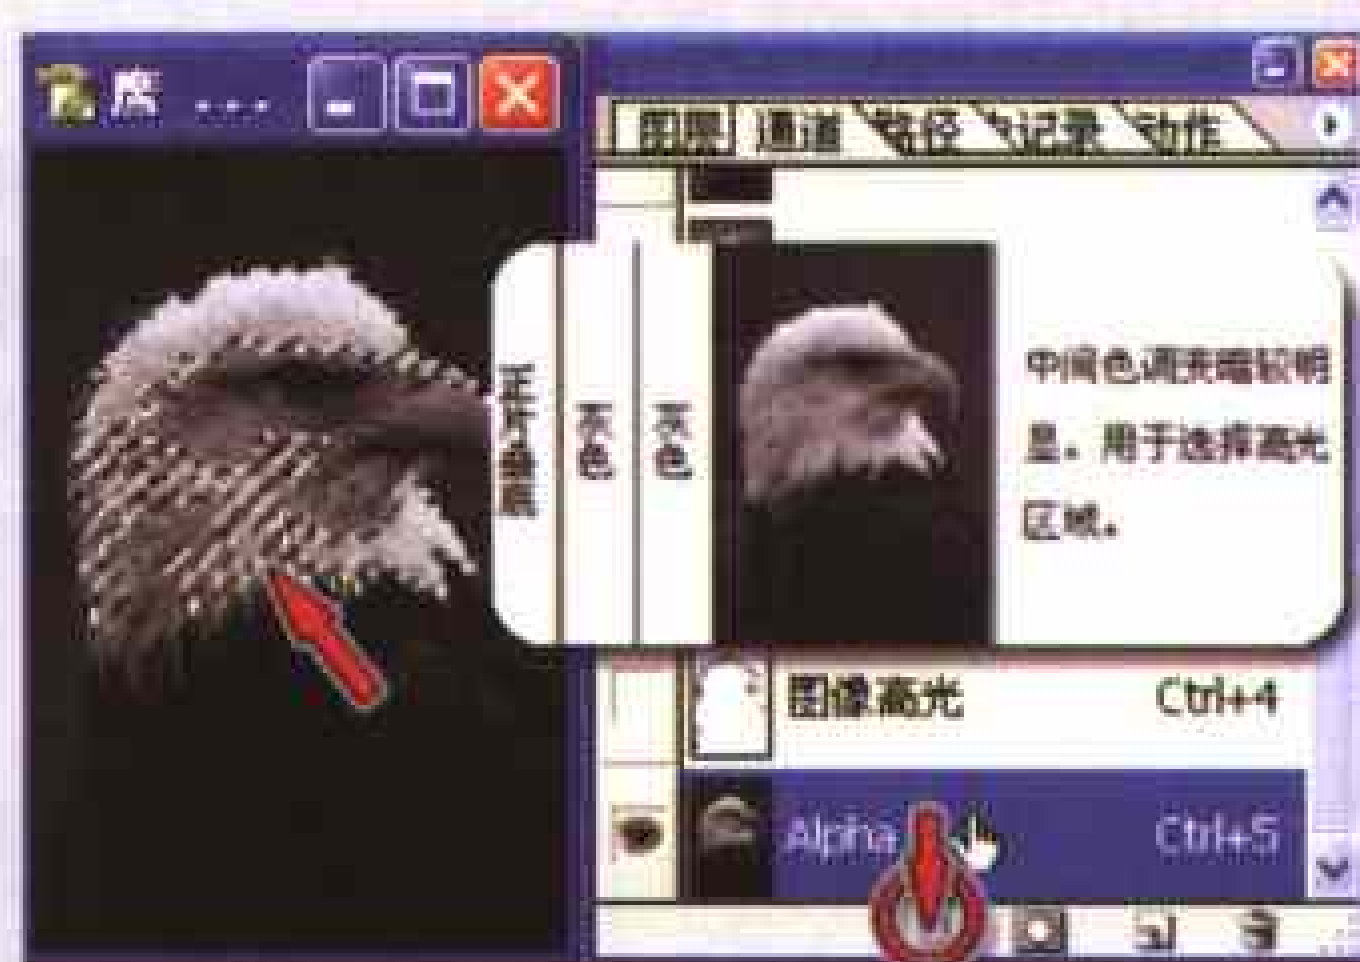 鹰 ...
图层 通道 路径 记录 动作
正片叠底
灰色
灰色
中间色调表暗较明
显。用于选择高光
区域。
图像高光 Ctrl+4
Alpha Ctrl+5